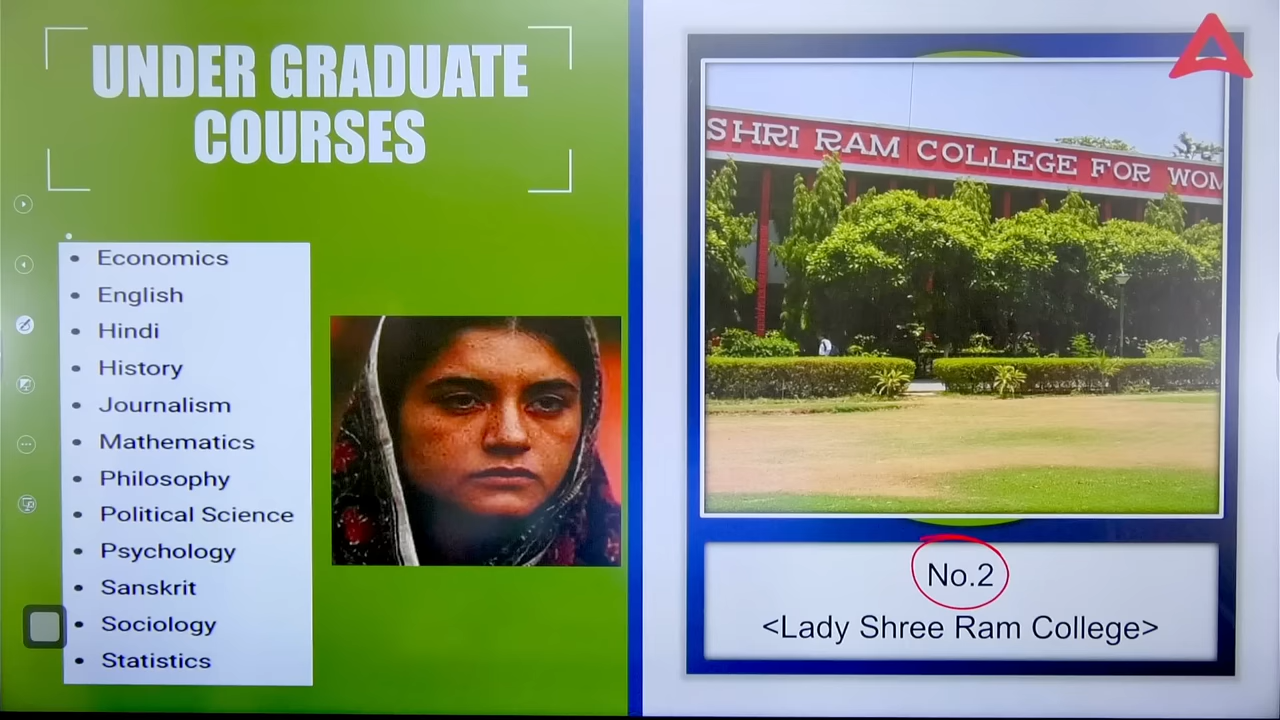 UNDER GRADUATE
COURSES
• Economics
• English
• Hindi
• History
• Journalism
• Mathematics
• Philosophy
• Political Science
• Psychology
• Sanskrit
• Sociology
• Statistics
SHRI RAM COLLEGE FOR WOM
No.2
<Lady Shree Ram College>